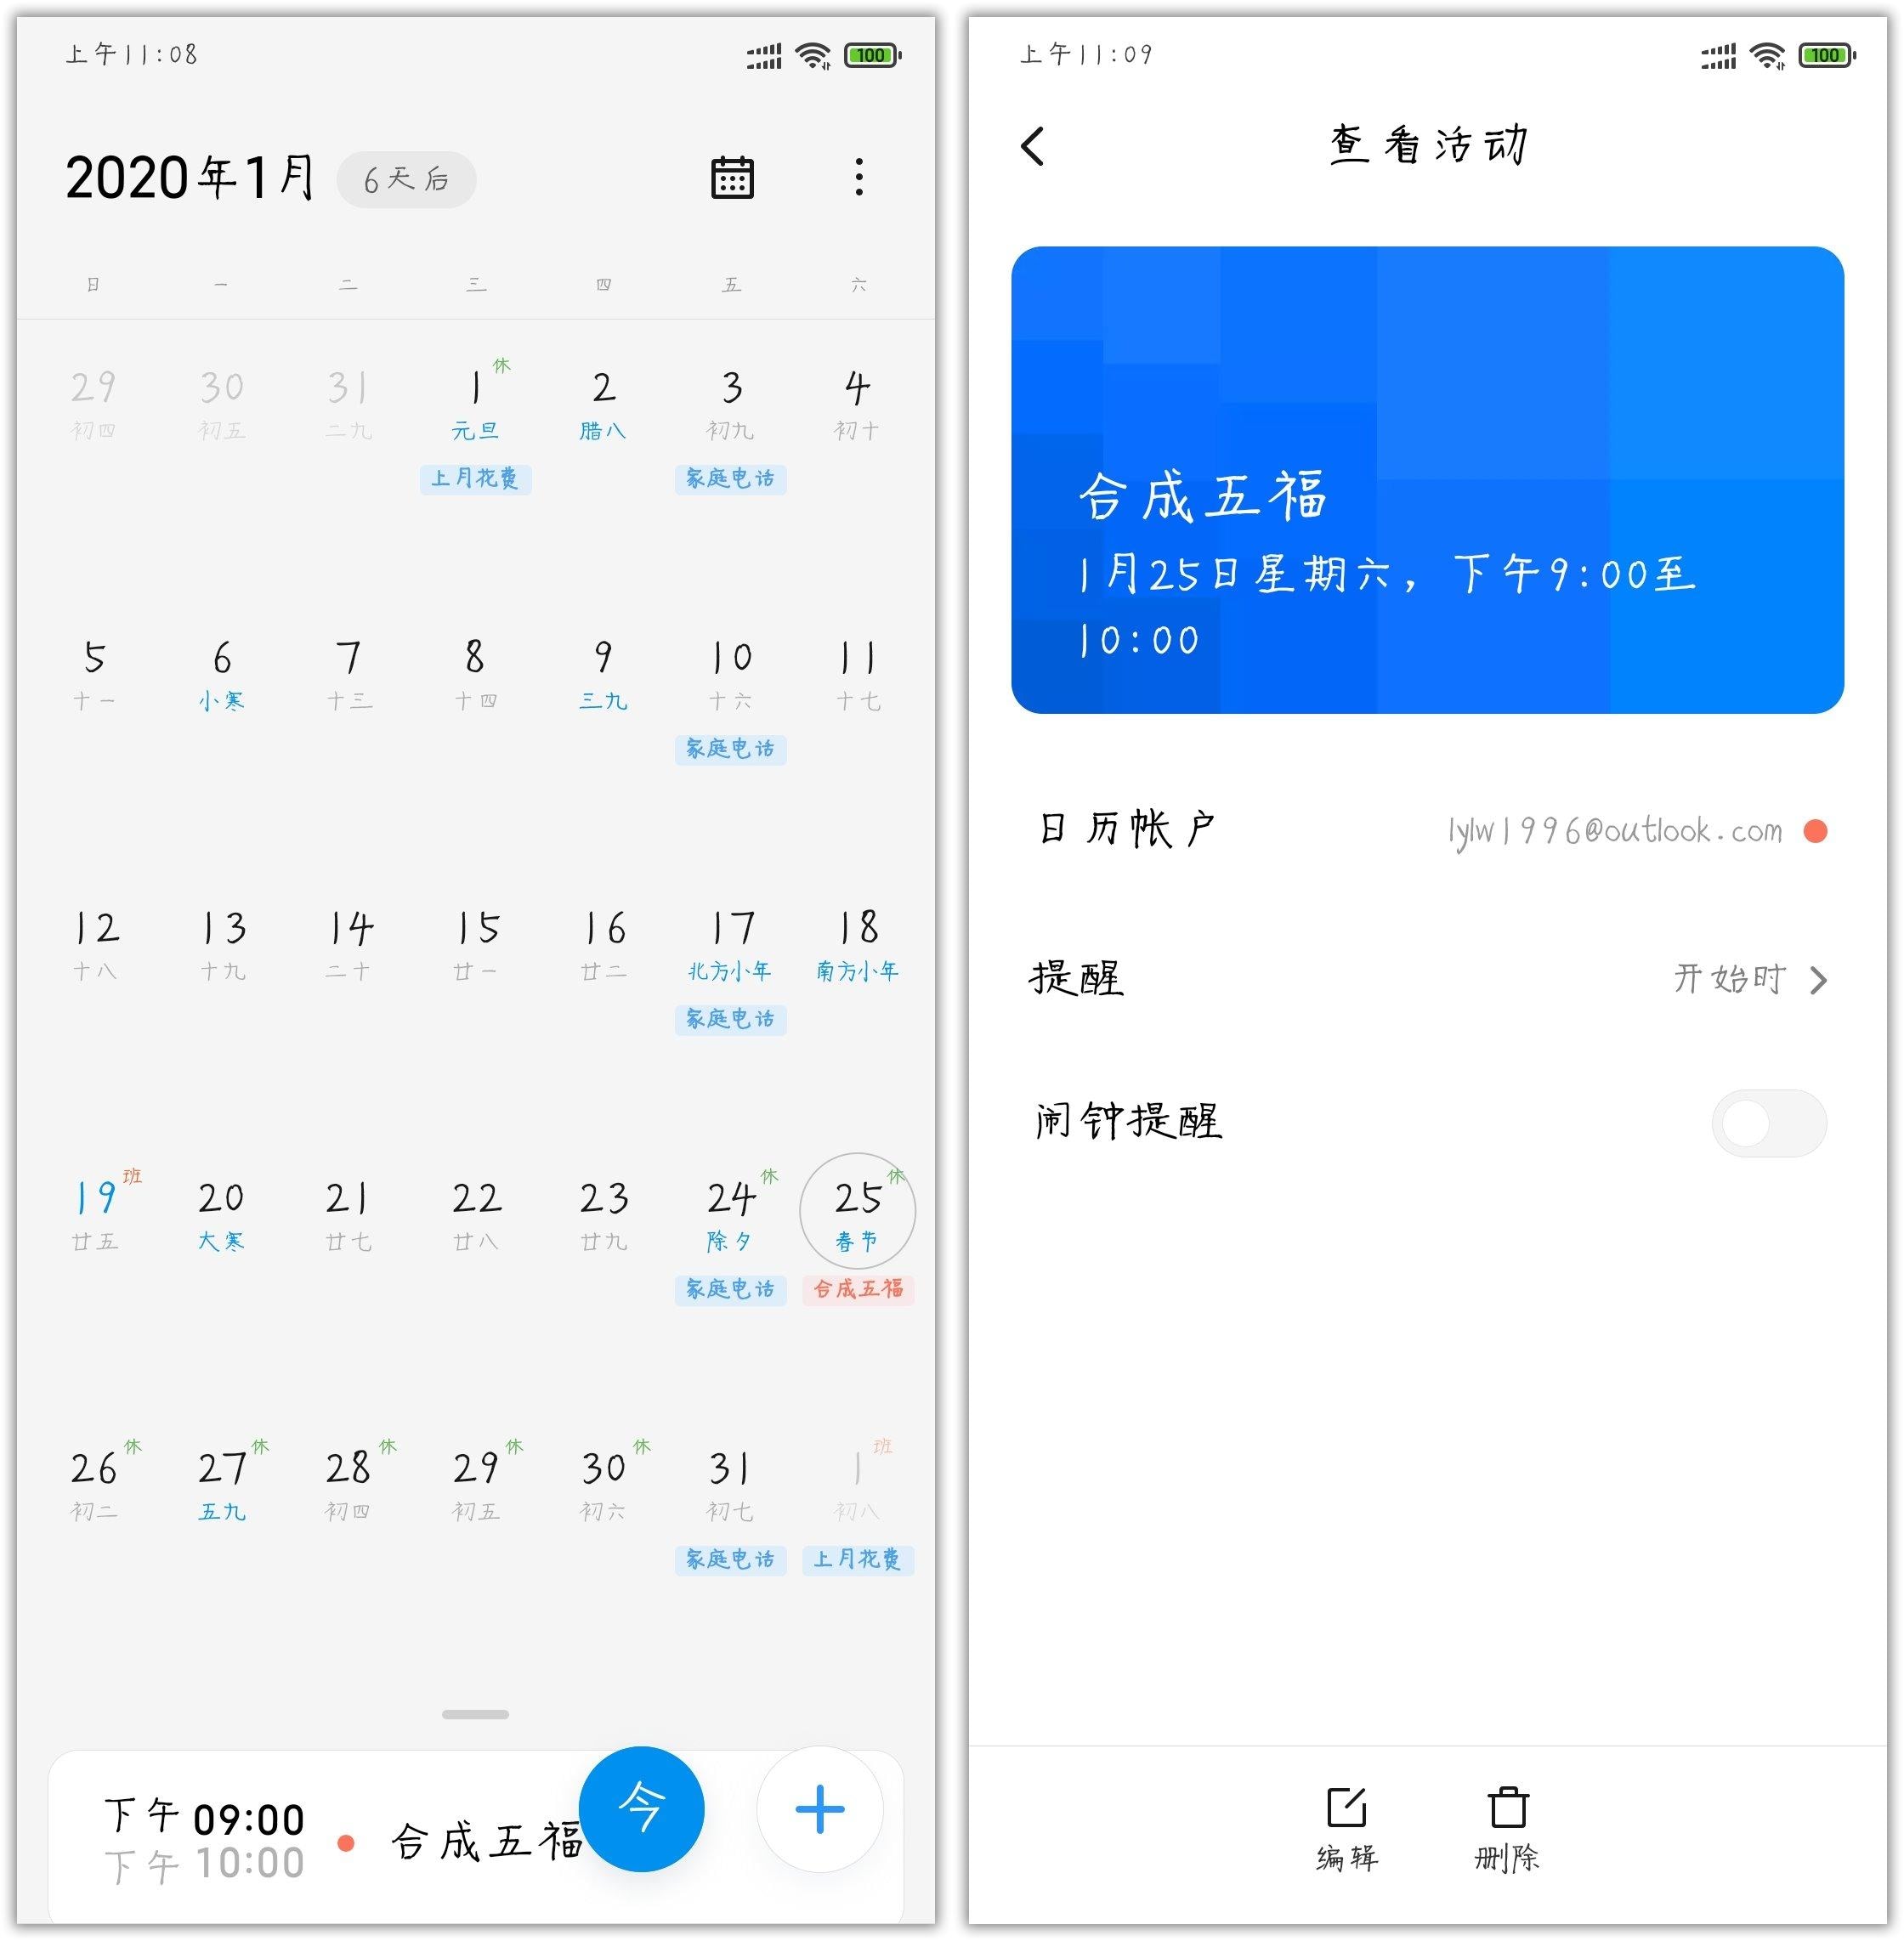 上午11:08
100
2020年1月
6天后
日 一 二 三 四 五 六
29 30 31 1 休 2 3 4
初四 初五 二九 元旦 腊八 初九 初十
上月花费 家庭电话
5 6 7 8 9 10 11
十一 小寒 十三 十四 三九 十六 十七
家庭电话
12 13 14 15 16 17 18
十八 十九 二十 廿一 廿二 北方小年 南方小年
家庭电话
19 班 20 21 22 23 24 休 25 休
廿五 大寒 廿七 廿八 廿九 除夕 春节
家庭电话 合成五福
26 休 27 休 28 休 29 休 30 休 31 1 班
初二 五九 初四 初五 初六 初七 初八
家庭电话 上月花费
下午 09:00
下午 10:00
合成五福
今
上午11:09
100
查看活动
合成五福
1月25日星期六，下午9:00至
10:00
日历帐户 lylw1996@outlook.com
提醒 开始时
闹钟提醒
编辑 删除